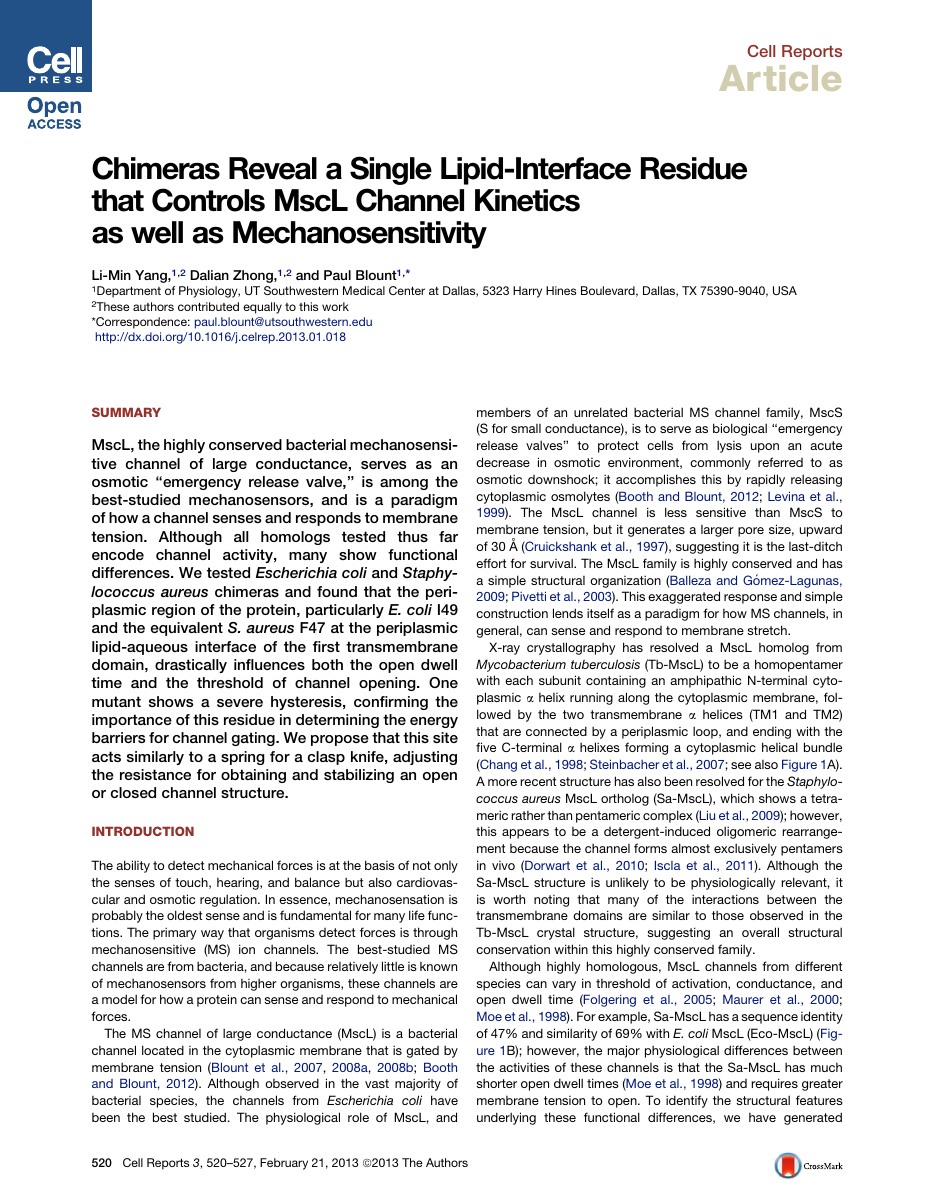 Cell
PRESS
Open
ACCESS
Cell Reports
Article
Chimeras Reveal a Single Lipid-Interface Residue
that Controls MscL Channel Kinetics
as well as Mechanosensitivity
Li-Min Yang,1,2 Dalian Zhong,1,2 and Paul Blount1,*
1Department of Physiology, UT Southwestern Medical Center at Dallas, 5323 Harry Hines Boulevard, Dallas, TX 75390-9040, USA
2These authors contributed equally to this work
*Correspondence: paul.blount@utsouthwestern.edu
http://dx.doi.org/10.1016/j.celrep.2013.01.018
SUMMARY
MscL, the highly conserved bacterial mechanosensi-
tive channel of large conductance, serves as an
osmotic “emergency release valve,” is among the
best-studied mechanosensors, and is a paradigm
of how a channel senses and responds to membrane
tension. Although all homologs tested thus far
encode channel activity, many show functional
differences. We tested Escherichia coli and Staphy-
lococcus aureus chimeras and found that the peri-
plasmic region of the protein, particularly E. coli I49
and the equivalent S. aureus F47 at the periplasmic
lipid-aqueous interface of the first transmembrane
domain, drastically influences both the open dwell
time and the threshold of channel opening. One
mutant shows a severe hysteresis, confirming the
importance of this residue in determining the energy
barriers for channel gating. We propose that this site
acts similarly to a spring for a clasp knife, adjusting
the resistance for obtaining and stabilizing an open
or closed channel structure.
INTRODUCTION
The ability to detect mechanical forces is at the basis of not only
the senses of touch, hearing, and balance but also cardiovas-
cular and osmotic regulation. In essence, mechanosensation is
probably the oldest sense and is fundamental for many life func-
tions. The primary way that organisms detect forces is through
mechanosensitive (MS) ion channels. The best-studied MS
channels are from bacteria, and because relatively little is known
of mechanosensors from higher organisms, these channels are
a model for how a protein can sense and respond to mechanical
forces.
The MS channel of large conductance (MscL) is a bacterial
channel located in the cytoplasmic membrane that is gated by
membrane tension (Blount et al., 2007, 2008a, 2008b; Booth
and Blount, 2012). Although observed in the vast majority of
bacterial species, the channels from Escherichia coli have
been the best studied. The physiological role of MscL, and
members of an unrelated bacterial MS channel family, MscS
(S for small conductance), is to serve as biological “emergency
release valves” to protect cells from lysis upon an acute
decrease in osmotic environment, commonly referred to as
osmotic downshock; it accomplishes this by rapidly releasing
cytoplasmic osmolytes (Booth and Blount, 2012; Levina et al.,
1999). The MscL channel is less sensitive than MscS to
membrane tension, but it generates a larger pore size, upward
of 30 Å (Cruickshank et al., 1997), suggesting it is the last-ditch
effort for survival. The MscL family is highly conserved and has
a simple structural organization (Balleza and Gómez-Lagunas,
2009; Pivetti et al., 2003). This exaggerated response and simple
construction lends itself as a paradigm for how MS channels, in
general, can sense and respond to membrane stretch.
X-ray crystallography has resolved a MscL homolog from
Mycobacterium tuberculosis (Tb-MscL) to be a homopentamer
with each subunit containing an amphipathic N-terminal cyto-
plasmic α helix running along the cytoplasmic membrane, fol-
lowed by the two transmembrane α helices (TM1 and TM2)
that are connected by a periplasmic loop, and ending with the
five C-terminal α helixes forming a cytoplasmic helical bundle
(Chang et al., 1998; Steinbacher et al., 2007; see also Figure 1A).
A more recent structure has also been resolved for the Staphylo-
coccus aureus MscL ortholog (Sa-MscL), which shows a tetra-
meric rather than pentameric complex (Liu et al., 2009); however,
this appears to be a detergent-induced oligomeric rearrange-
ment because the channel forms almost exclusively pentamers
in vivo (Dorwart et al., 2010; Iscla et al., 2011). Although the
Sa-MscL structure is unlikely to be physiologically relevant, it
is worth noting that many of the interactions between the
transmembrane domains are similar to those observed in the
Tb-MscL crystal structure, suggesting an overall structural
conservation within this highly conserved family.
Although highly homologous, MscL channels from different
species can vary in threshold of activation, conductance, and
open dwell time (Folgering et al., 2005; Maurer et al., 2000;
Moe et al., 1998). For example, Sa-MscL has a sequence identity
of 47% and similarity of 69% with E. coli MscL (Eco-MscL) (Fig-
ure 1B); however, the major physiological differences between
the activities of these channels is that the Sa-MscL has much
shorter open dwell times (Moe et al., 1998) and requires greater
membrane tension to open. To identify the structural features
underlying these functional differences, we have generated
520 Cell Reports 3, 520–527, February 21, 2013 ©2013 The Authors
CrossMark